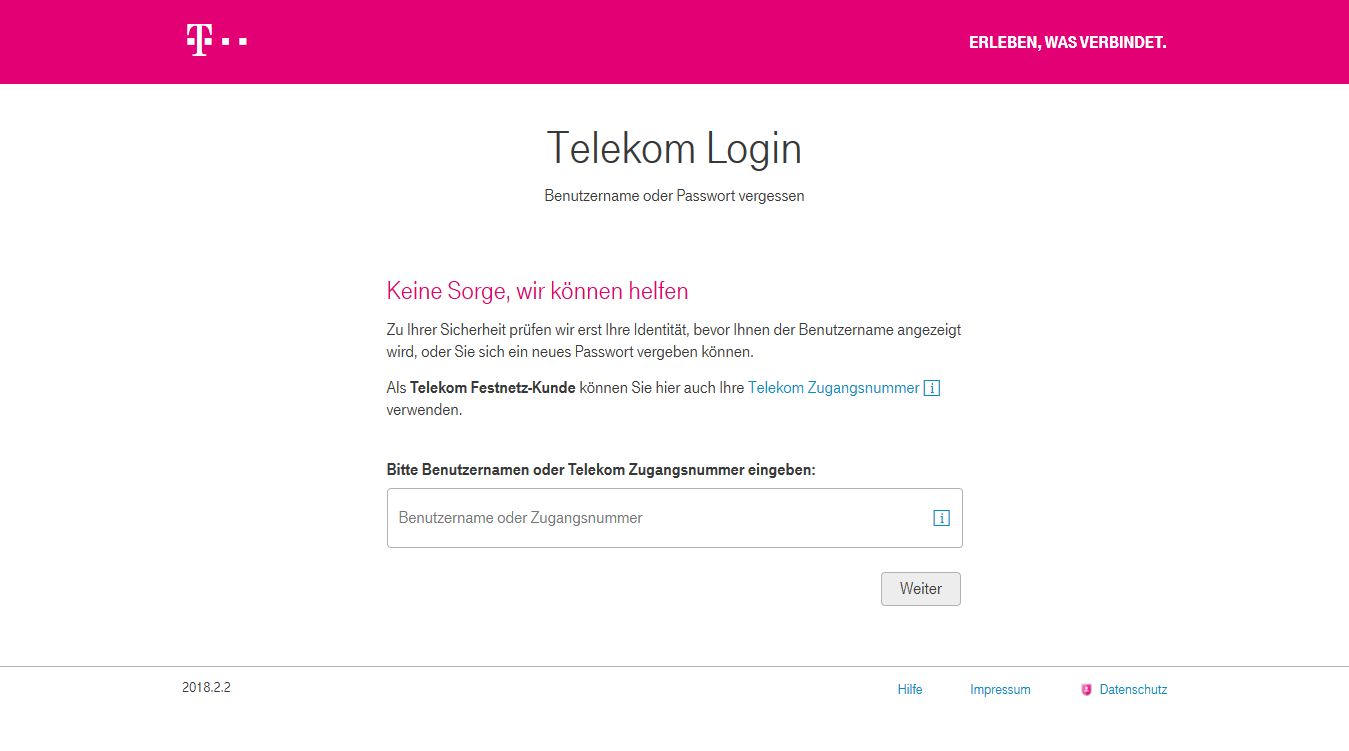 T
ERLEBEN, WAS VERBINDET.
Telekom Login
Benutzername oder Passwort vergessen
Keine Sorge, wir können helfen
Zu Ihrer Sicherheit prüfen wir erst Ihre Identität, bevor Ihnen der Benutzername angezeigt
wird, oder Sie sich ein neues Passwort vergeben können.
Als Telekom Festnetz-Kunde können Sie hier auch Ihre Telekom Zugangsnummer i
verwenden.
Bitte Benutzernamen oder Telekom Zugangsnummer eingeben:
Benutzername oder Zugangsnummer i
Weiter
2018.2.2 Hilfe Impressum Datenschutz